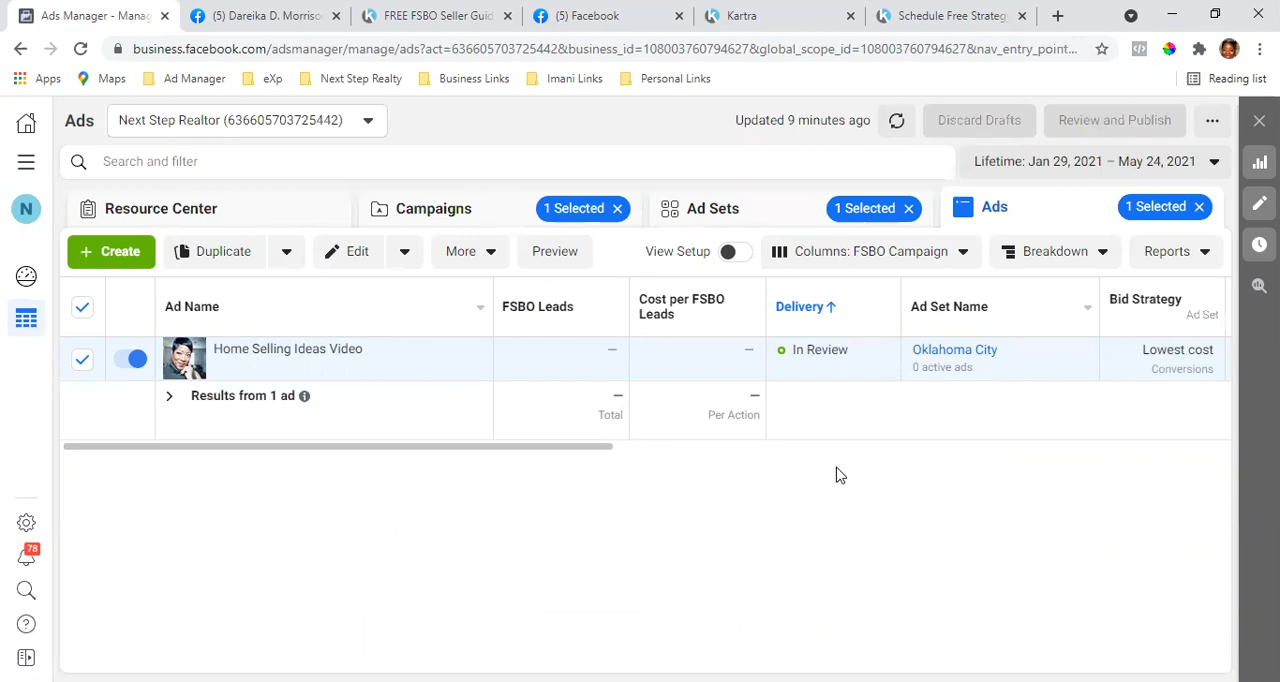 Ads Manager - Manag
(5) Dareika D. Morriso
FREE FSBO Seller Guid
(5) Facebook
Kartra
Schedule Free Strateg
business.facebook.com/adsmanager/manage/ads?act=636605703725442&business_id=108003760794627&global_scope_id=108003760794627&nav_entry_point...
Apps
Maps
Ad Manager
eXp
Next Step Realty
Business Links
Imani Links
Personal Links
Reading list
Ads
Next Step Realtor (636605703725442)
Updated 9 minutes ago
Discard Drafts
Review and Publish
Search and filter
Lifetime: Jan 29, 2021 – May 24, 2021
N
Resource Center
Campaigns
1 Selected
Ad Sets
1 Selected
Ads
1 Selected
+ Create
Duplicate
Edit
More
Preview
View Setup
Columns: FSBO Campaign
Breakdown
Reports
Ad Name
FSBO Leads
Cost per FSBO
Leads
Delivery ↑
Ad Set Name
Bid Strategy
Ad Set
Home Selling Ideas Video
—
—
In Review
Oklahoma City
0 active ads
Lowest cost
Conversions
Results from 1 ad
—
Total
—
Per Action
78